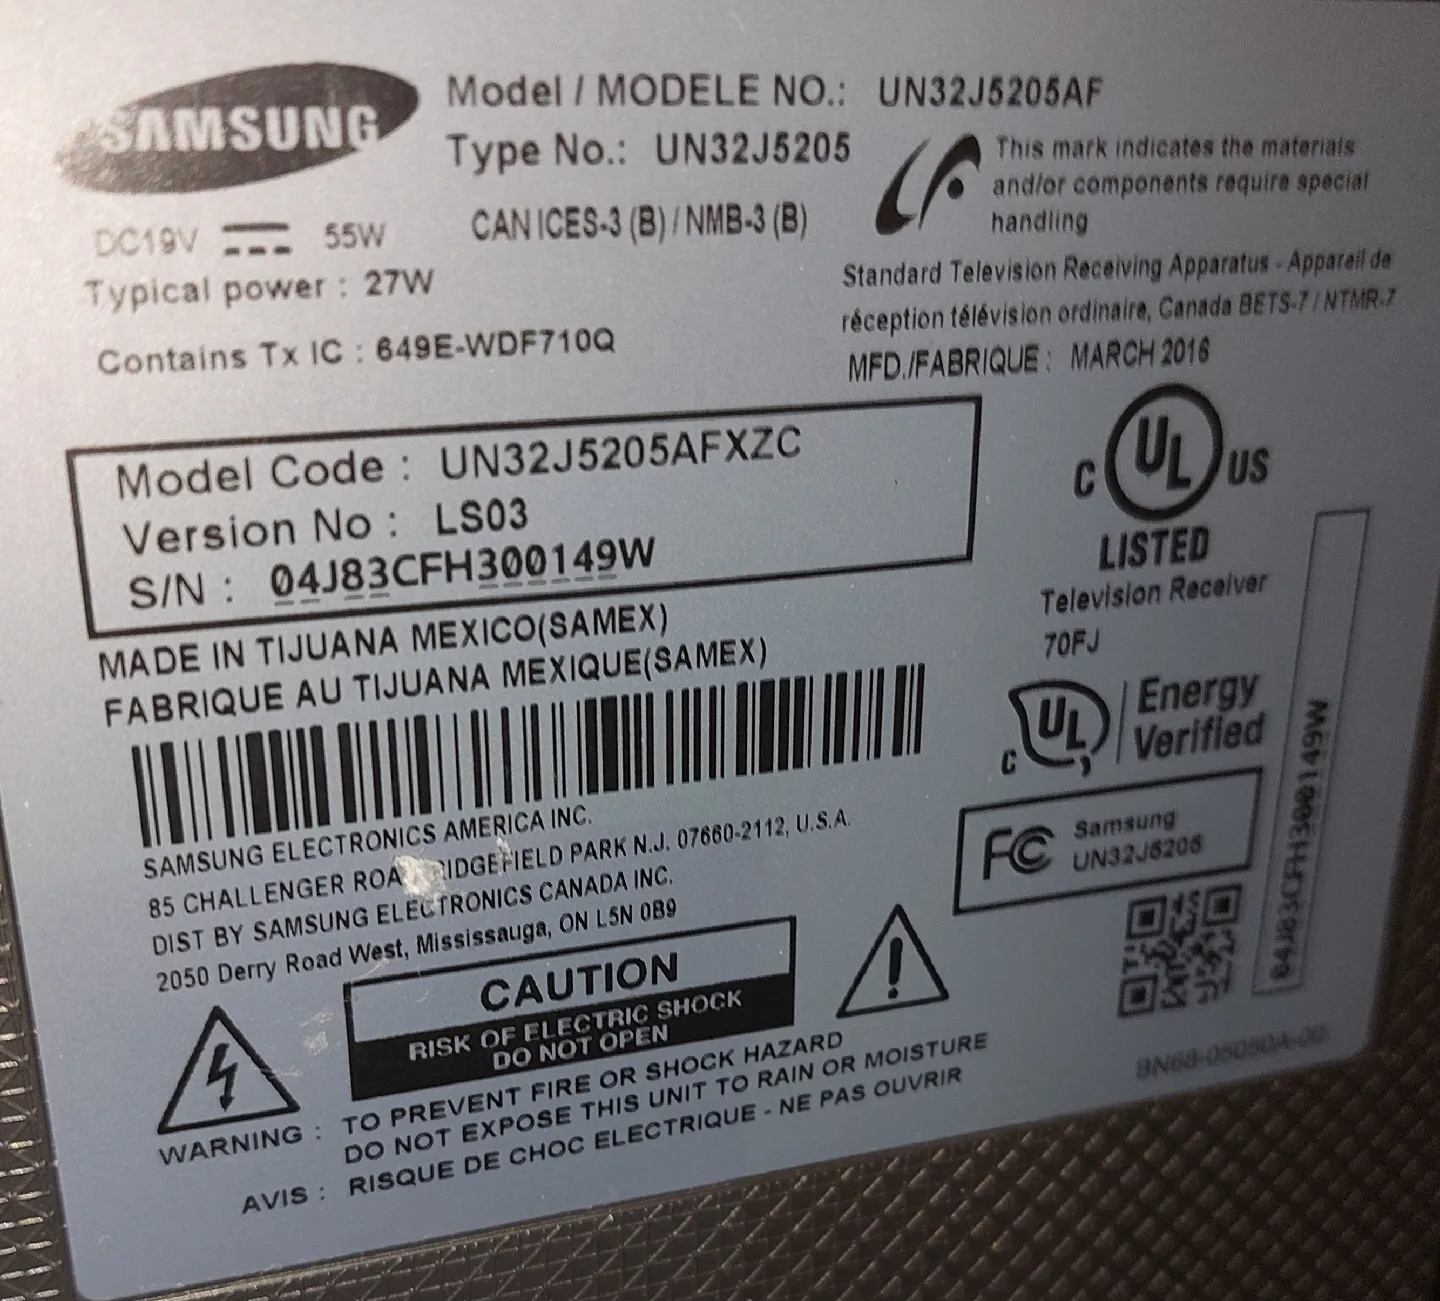 SAMSUNG
Model / MODELE NO.: UN32J5205AF
Type No.: UN32J5205
CAN ICES-3 (B) / NMB-3 (B)
DC19V 55W
Typical power : 27W
Contains Tx IC : 649E-WDF710Q
This mark indicates the materials
and/or components require special
handling
Standard Television Receiving Apparatus - Appareil de
réception télévision ordinaire, Canada BETS-7 / NTMR-7
MFD./FABRIQUE : MARCH 2016
Model Code : UN32J5205AFXZC
Version No : LS03
S/N : 04J83CFH300149W
MADE IN TIJUANA MEXICO(SAMEX)
FABRIQUE AU TIJUANA MEXIQUE(SAMEX)
C UL US
LISTED
Television Receiver
70FJ
C UL Energy
Verified
FC Samsung
UN32J5205
04J83CFH300149W
SAMSUNG ELECTRONICS AMERICA INC.
85 CHALLENGER PARK N.J. 07660-2112, U.S.A.
DIST BY SAMSUNG ELECTRONICS CANADA INC.
2050 Derry Road West, Mississauga, ON L5N 0B9
CAUTION
RISK OF ELECTRIC SHOCK
DO NOT OPEN
WARNING : TO PREVENT FIRE OR SHOCK HAZARD
DO NOT EXPOSE THIS UNIT TO RAIN OR MOISTURE
AVIS : RISQUE DE CHOC ELECTRIQUE - NE PAS OUVRIR